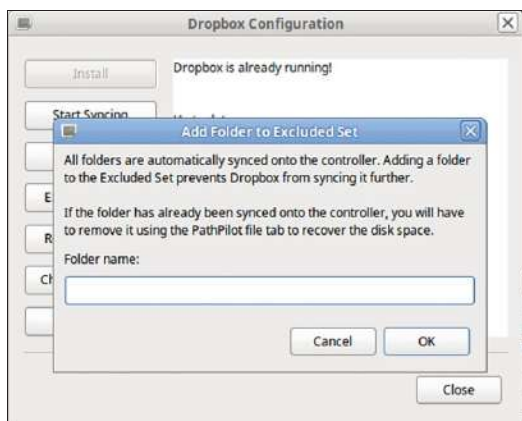 Dropbox Configuration
Install
Dropbox is already running!
Start Syncing
Add Folder to Excluded Set
All folders are automatically synced onto the controller. Adding a folder
to the Excluded Set prevents Dropbox from syncing it further.
If the folder has already been synced onto the controller, you will have
to remove it using the PathPilot file tab to recover the disk space.
Folder name:
Cancel
OK
Close